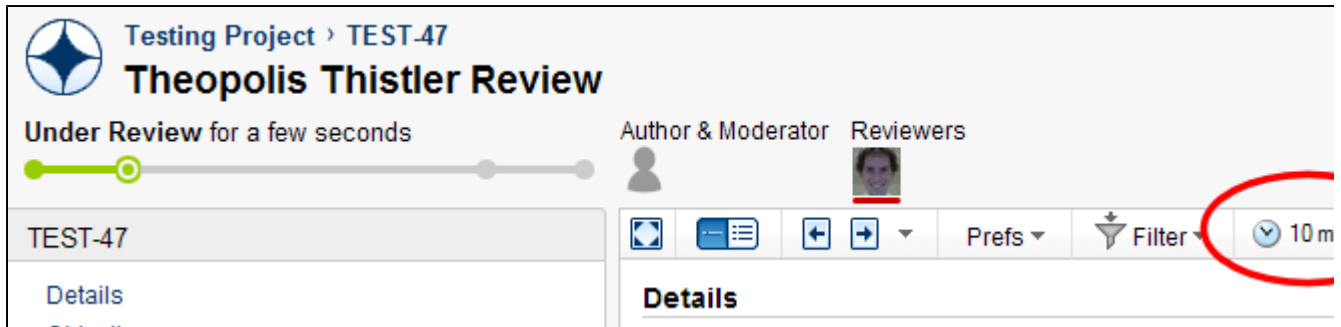 Testing Project › TEST-47
Theopolis Thistler Review
Under Review for a few seconds
Author & Moderator Reviewers
TEST-47
Prefs Filter 10 m
Details
Details